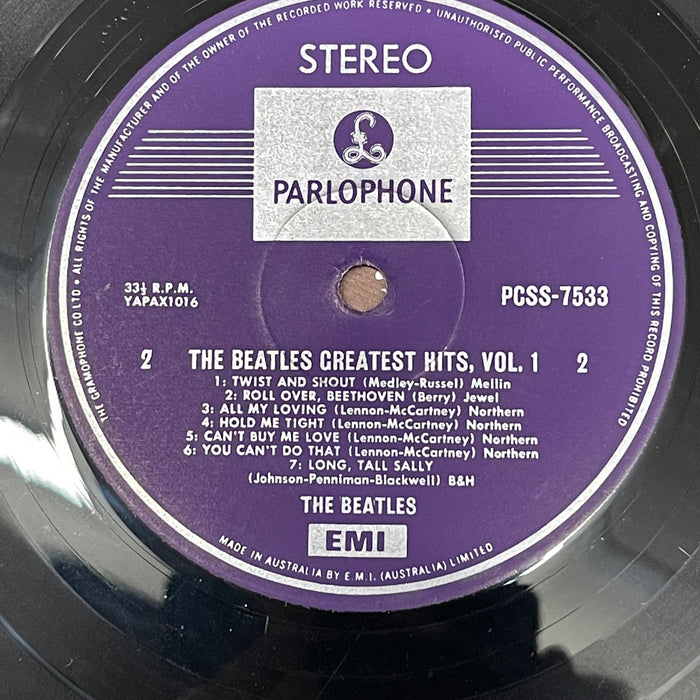 THE GRAMOPHONE CO LTD • ALL RIGHTS OF THE MANUFACTURER AND OF THE OWNER OF THE RECORDED WORK RESERVED • UNAUTHORISED PUBLIC PERFORMANCE BROADCASTING AND COPYING OF THIS RECORD PROHIBITED
STEREO
£
PARLOPHONE
33⅓ R.P.M.
YAPAX1016
PCSS-7533
2 THE BEATLES GREATEST HITS, VOL. 1 2
1: TWIST AND SHOUT (Medley-Russel) Mellin
2: ROLL OVER, BEETHOVEN (Berry) Jewel
3: ALL MY LOVING (Lennon-McCartney) Northern
4: HOLD ME TIGHT (Lennon-McCartney) Northern
5: CAN'T BUY ME LOVE (Lennon-McCartney) Northern
6: YOU CAN'T DO THAT (Lennon-McCartney) Northern
7: LONG, TALL SALLY
(Johnson-Penniman-Blackwell) B&H
THE BEATLES
EMI
MADE IN AUSTRALIA BY E.M.I. (AUSTRALIA) LIMITED